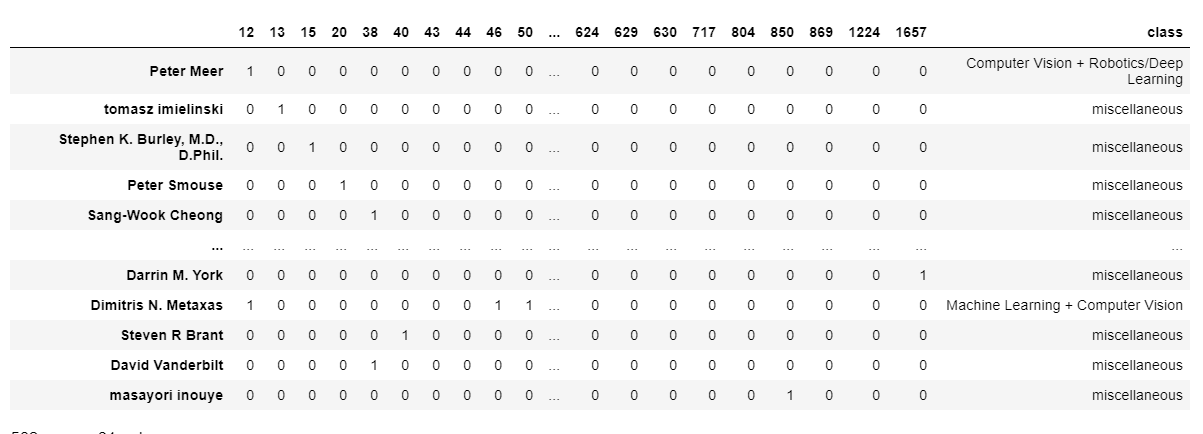 12 13 15 20 38 40 43 44 46 50 ... 624 629 630 717 804 850 869 1224 1657 class
Peter Meer 1 0 0 0 0 0 0 0 0 0 ... 0 0 0 0 0 0 0 0 0 Computer Vision + Robotics/Deep
Learning
tomasz imielinski 0 1 0 0 0 0 0 0 0 0 ... 0 0 0 0 0 0 0 0 0 miscellaneous
Stephen K. Burley, M.D.,
D.Phil. 0 0 1 0 0 0 0 0 0 0 ... 0 0 0 0 0 0 0 0 0 miscellaneous
Peter Smouse 0 0 0 1 0 0 0 0 0 0 ... 0 0 0 0 0 0 0 0 0 miscellaneous
Sang-Wook Cheong 0 0 0 0 1 0 0 0 0 0 ... 0 0 0 0 0 0 0 0 0 miscellaneous
... ... ... ... ... ... ... ... ... ... ... ... ... ... ... ... ... ... ... ... ... ...
Darrin M. York 0 0 0 0 0 0 0 0 0 0 ... 0 0 0 0 0 0 0 0 1 miscellaneous
Dimitris N. Metaxas 1 0 0 0 0 0 0 0 1 1 ... 0 0 0 0 0 0 0 0 0 Machine Learning + Computer Vision
Steven R Brant 0 0 0 0 0 1 0 0 0 0 ... 0 0 0 0 0 0 0 0 0 miscellaneous
David Vanderbilt 0 0 0 0 1 0 0 0 0 0 ... 0 0 0 0 0 0 0 0 0 miscellaneous
masayori inouye 0 0 0 0 0 0 0 0 0 0 ... 0 0 0 0 0 1 0 0 0 miscellaneous